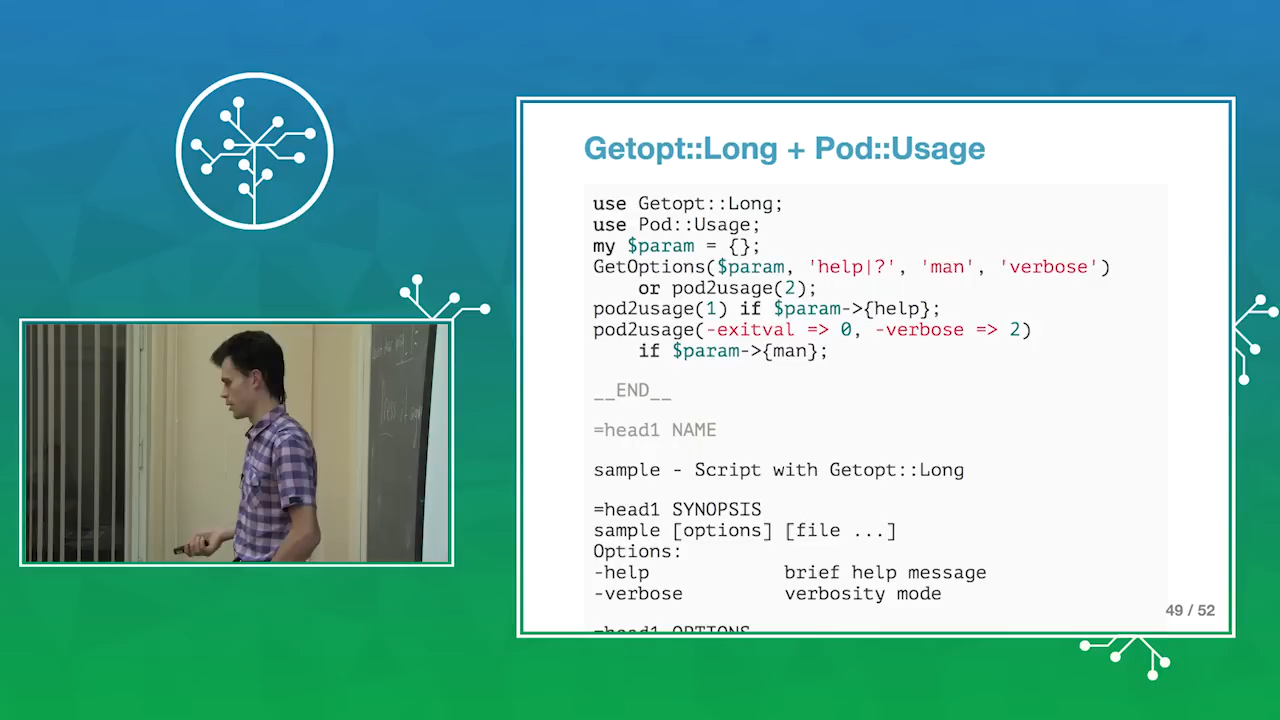 Getopt::Long + Pod::Usage
use Getopt::Long;
use Pod::Usage;
my $param = {};
GetOptions($param, 'help|?', 'man', 'verbose')
    or pod2usage(2);
pod2usage(1) if $param->{help};
pod2usage(-exitval => 0, -verbose => 2)
    if $param->{man};
__END__
=head1 NAME
sample - Script with Getopt::Long
=head1 SYNOPSIS
sample [options] [file ...]
Options:
-help            brief help message
-verbose         verbosity mode
=head1 OPTIONS
49 / 52